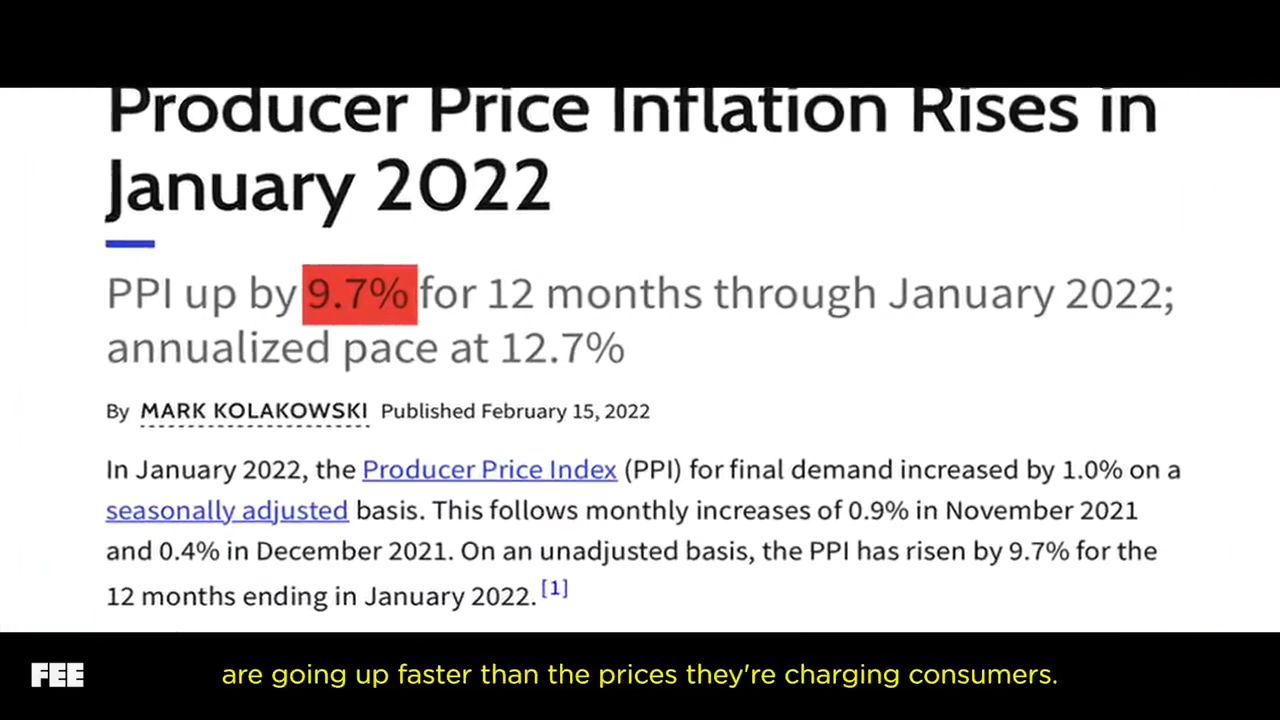 Producer Price Inflation Rises in
January 2022
PPI up by 9.7% for 12 months through January 2022;
annualized pace at 12.7%
By MARK KOLAKOWSKI Published February 15, 2022
In January 2022, the Producer Price Index (PPI) for final demand increased by 1.0% on a
seasonally adjusted basis. This follows monthly increases of 0.9% in November 2021
and 0.4% in December 2021. On an unadjusted basis, the PPI has risen by 9.7% for the
12 months ending in January 2022. [1]
FEE
are going up faster than the prices they're charging consumers.